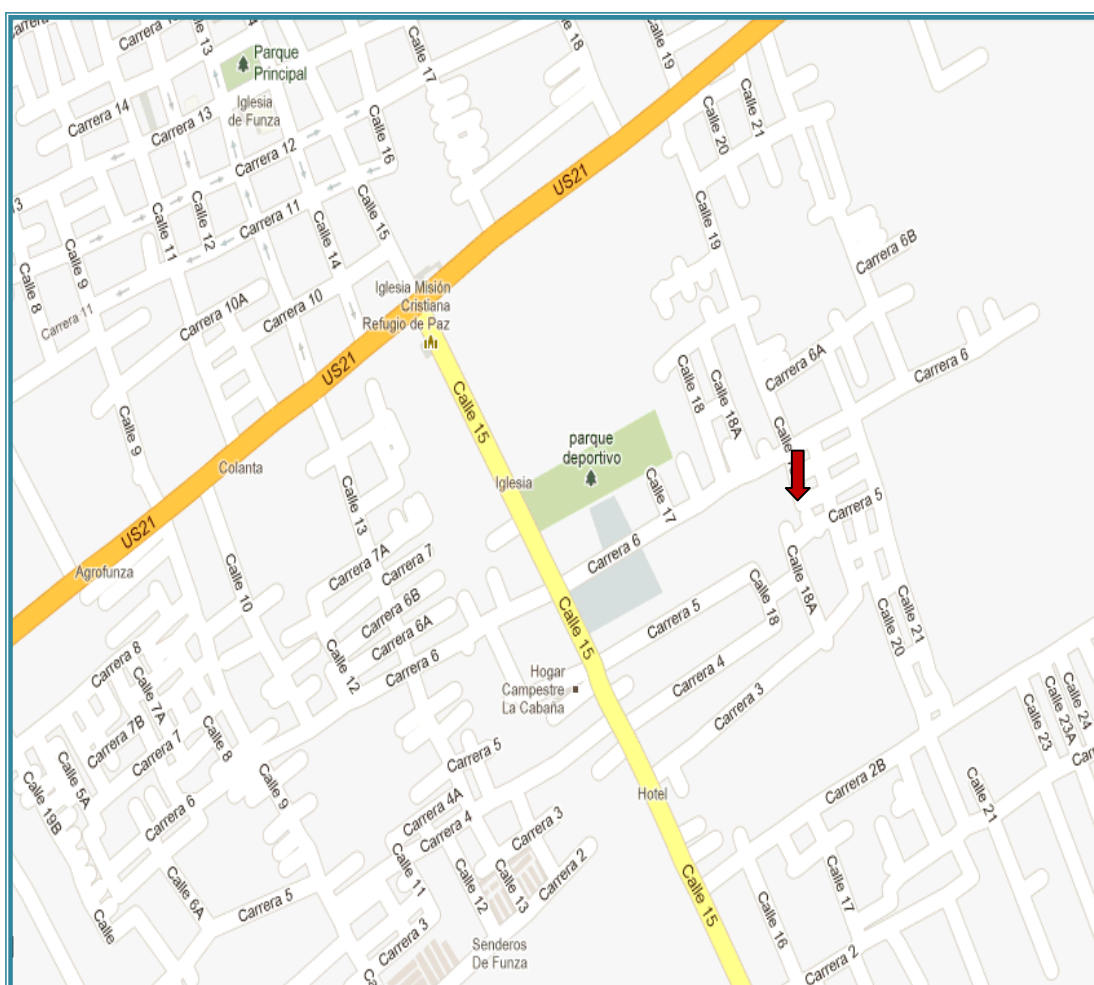 Calle 13
Calle 17
Calle 18
Calle 19
Parque
Principal
Iglesia
de Funza
Carrera 14
Carrera 13
Carrera 12
Calle 16
Calle 20
Calle 21
US21
Carrera 11
Calle 15
Calle 19
Calle 12
Calle 11
Calle 14
Calle 9
Calle 8
Carrera 6B
Carrera 11
Carrera 10A
Carrera 10
Iglesia Misión
Cristiana
Refugio de Paz
US21
Carrera 6A
Carrera 6
Calle 18
Calle 18A
Calle 15
Calle 9
Colanta
parque
deportivo
Iglesia
Calle 17
Carrera 5
Calle 13
US21
Agrofunza
Carrera 7A
Carrera 7
Carrera 6B
Carrera 6A
Carrera 6
Carrera 6
Calle 10
Calle 12
Calle 18A
Calle 18
Carrera 5
Calle 15
Carrera 4
Carrera 3
Calle 20
Calle 21
Hogar
Campestre
La Cabaña
Carrera 8
Calle 7A
Carrera 7B
Carrera 7
Calle 8
Calle 5A
Calle 19B
Carrera 6
Calle 9
Carrera 5
Carrera 4A
Carrera 4
Carrera 3
Carrera 2
Hotel
Carrera 2B
Calle 21
Calle 23
Calle 23A
Calle 24
Calle 6A
Calle
Carrera 5
Calle 11
Calle 12
Calle 13
Carrera 3
Calle 15
Calle 16
Calle 17
Carrera 2
Senderos
De Funza